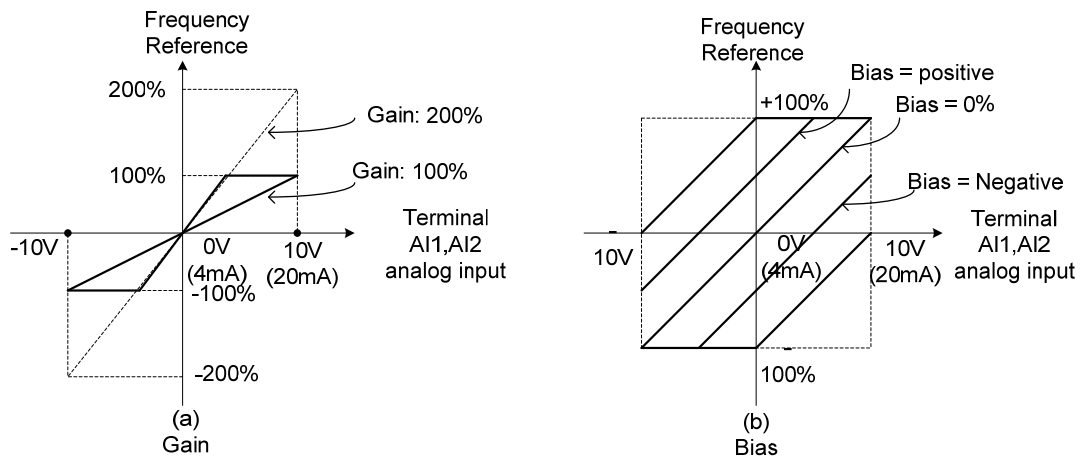 Frequency
Reference
200%
Gain: 200%
100%
Gain: 100%
-10V
0V
(4mA)
10V
(20mA)
Terminal
AI1,AI2
analog input
-100%
-200%
(a)
Gain
Frequency
Reference
Bias = positive
+100%
Bias = 0%
Bias = Negative
-
10V
0V
(4mA)
10V
(20mA)
Terminal
AI1,AI2
analog input
-
100%
(b)
Bias